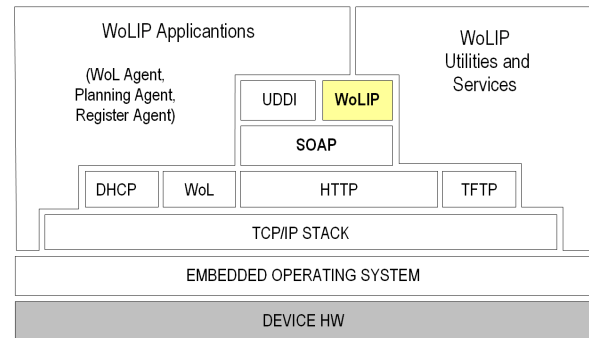 WoLIP Applicantions
(WoL Agent,
Planning Agent,
Register Agent)
WoLIP
Utilities and
Services
UDDI
WoLIP
SOAP
DHCP
WoL
HTTP
TFTP
TCP/IP STACK
EMBEDDED OPERATING SYSTEM
DEVICE HW